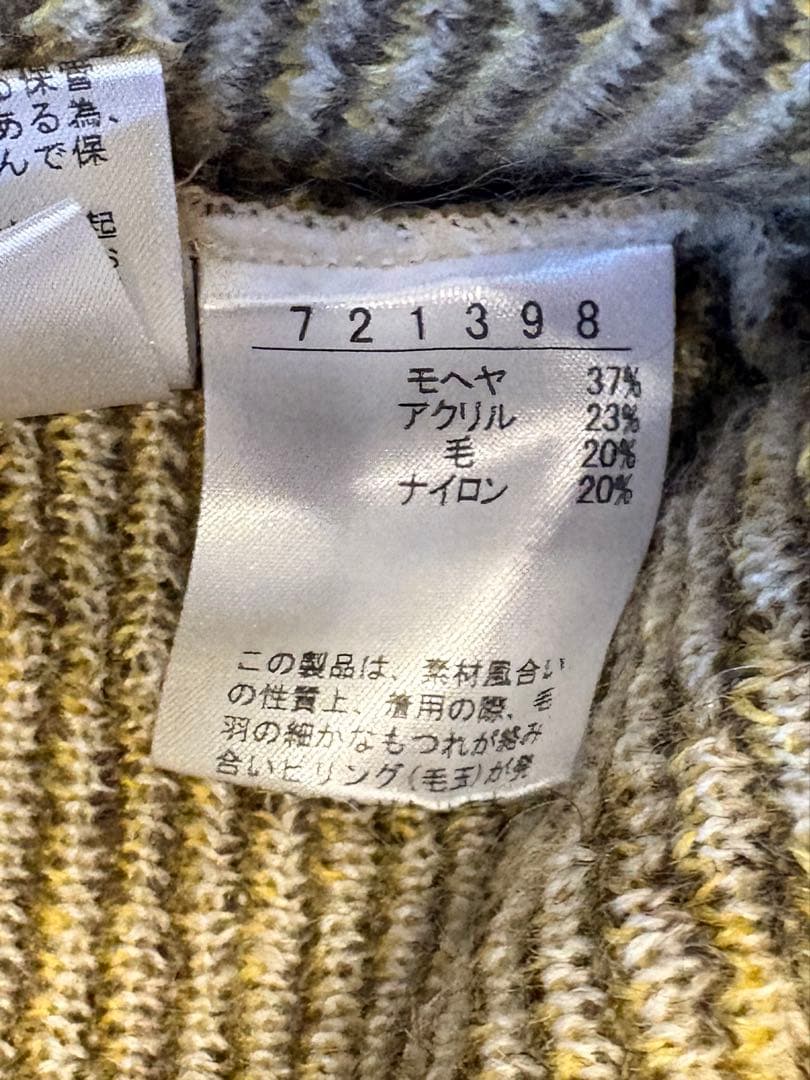 る保管
ある為、
んで保
起
721398
モヘヤ 37%
アクリル 23%
毛 20%
ナイロン 20%
この製品は、素材風合い
の性質上、着用の際、毛
羽の細かなもつれが絡み
合いピリング(毛玉)が発